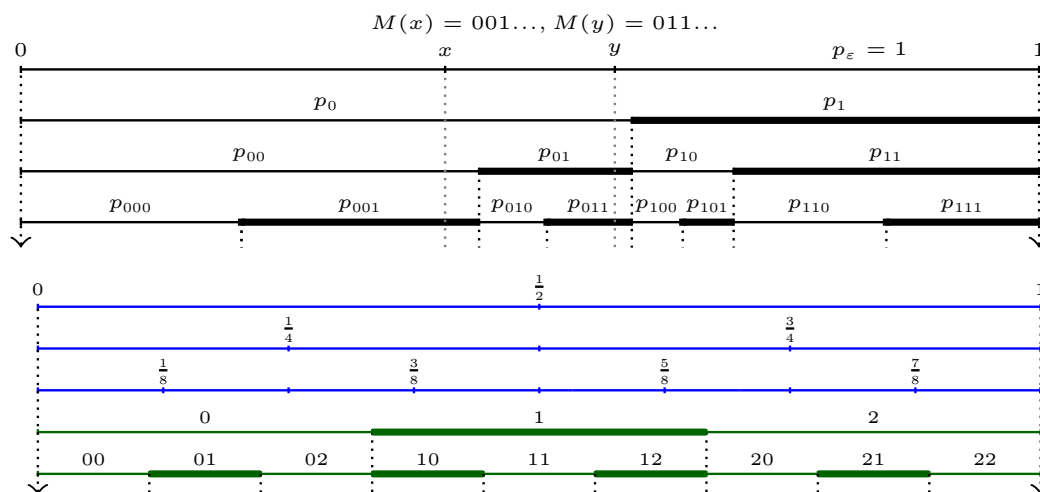 M(x) = 001..., M(y) = 011...
0 x y p_ε = 1 1
p_0 p_1
p_00 p_01 p_10 p_11
p_000 p_001 p_010 p_011 p_100 p_101 p_110 p_111
0 1/2 1
1/4 3/4
1/8 3/8 5/8 7/8
0 1 2
00 01 02 10 11 12 20 21 22